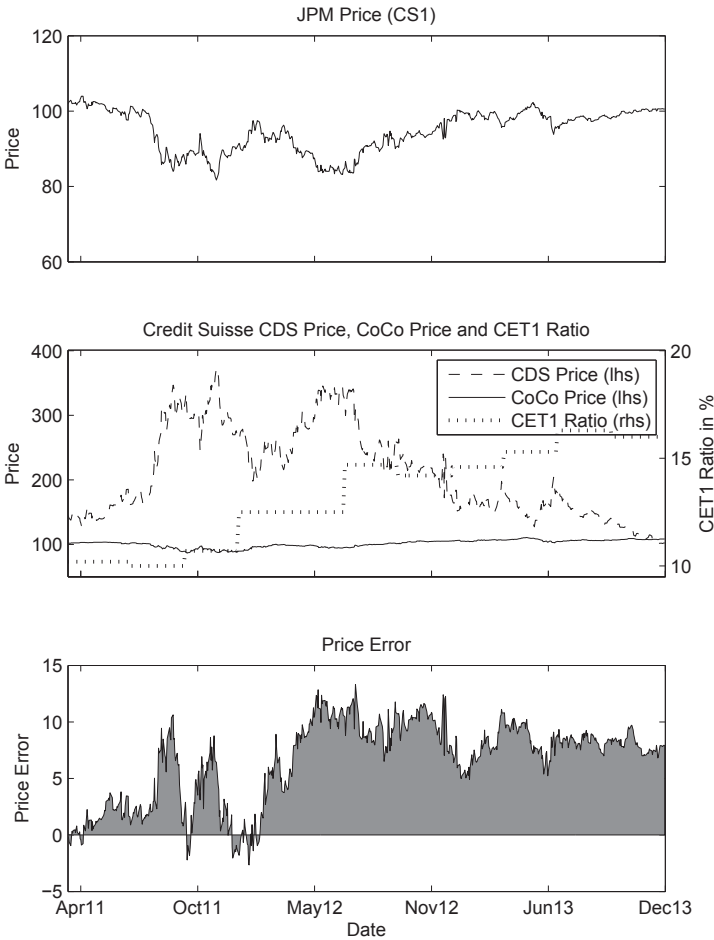 JPM Price (CS1)
120
100
80
60
Price
Credit Suisse CDS Price, CoCo Price and CET1 Ratio
400
300
200
100
Price
20
15
10
CET1 Ratio in %
CDS Price (lhs)
CoCo Price (lhs)
CET1 Ratio (rhs)
Price Error
15
10
5
0
−5
Price Error
Apr11 Oct11 May12 Nov12 Jun13 Dec13
Date